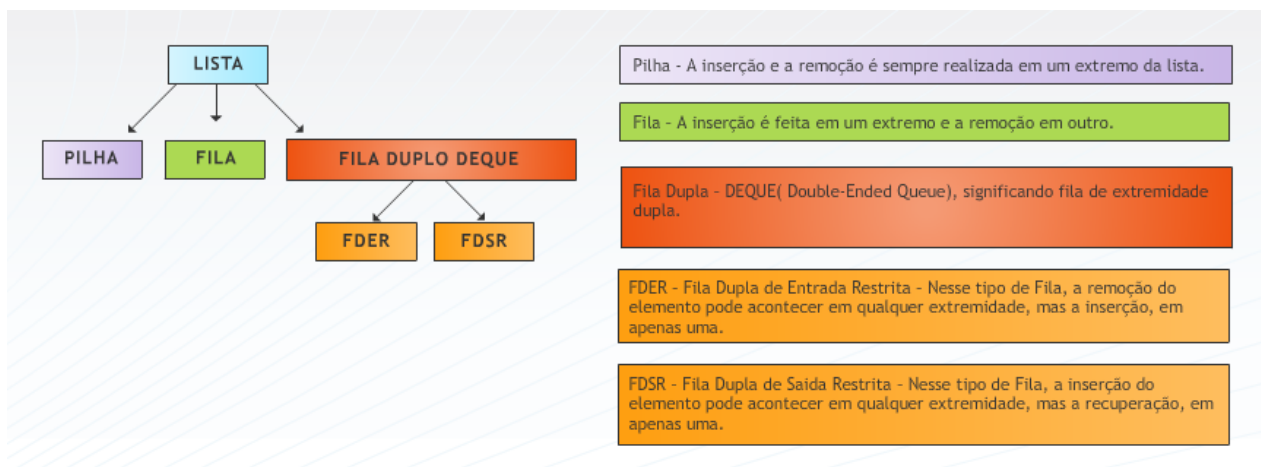 LISTA
PILHA
FILA
FILA DUPLO DEQUE
FDER
FDSR
Pilha - A inserção e a remoção é sempre realizada em um extremo da lista.
Fila - A inserção é feita em um extremo e a remoção em outro.
Fila Dupla - DEQUE( Double-Ended Queue), significando fila de extremidade
dupla.
FDER - Fila Dupla de Entrada Restrita - Nesse tipo de Fila, a remoção do
elemento pode acontecer em qualquer extremidade, mas a inserção, em
apenas uma.
FDSR - Fila Dupla de Saida Restrita - Nesse tipo de Fila, a inserção do
elemento pode acontecer em qualquer extremidade, mas a recuperação, em
apenas uma.